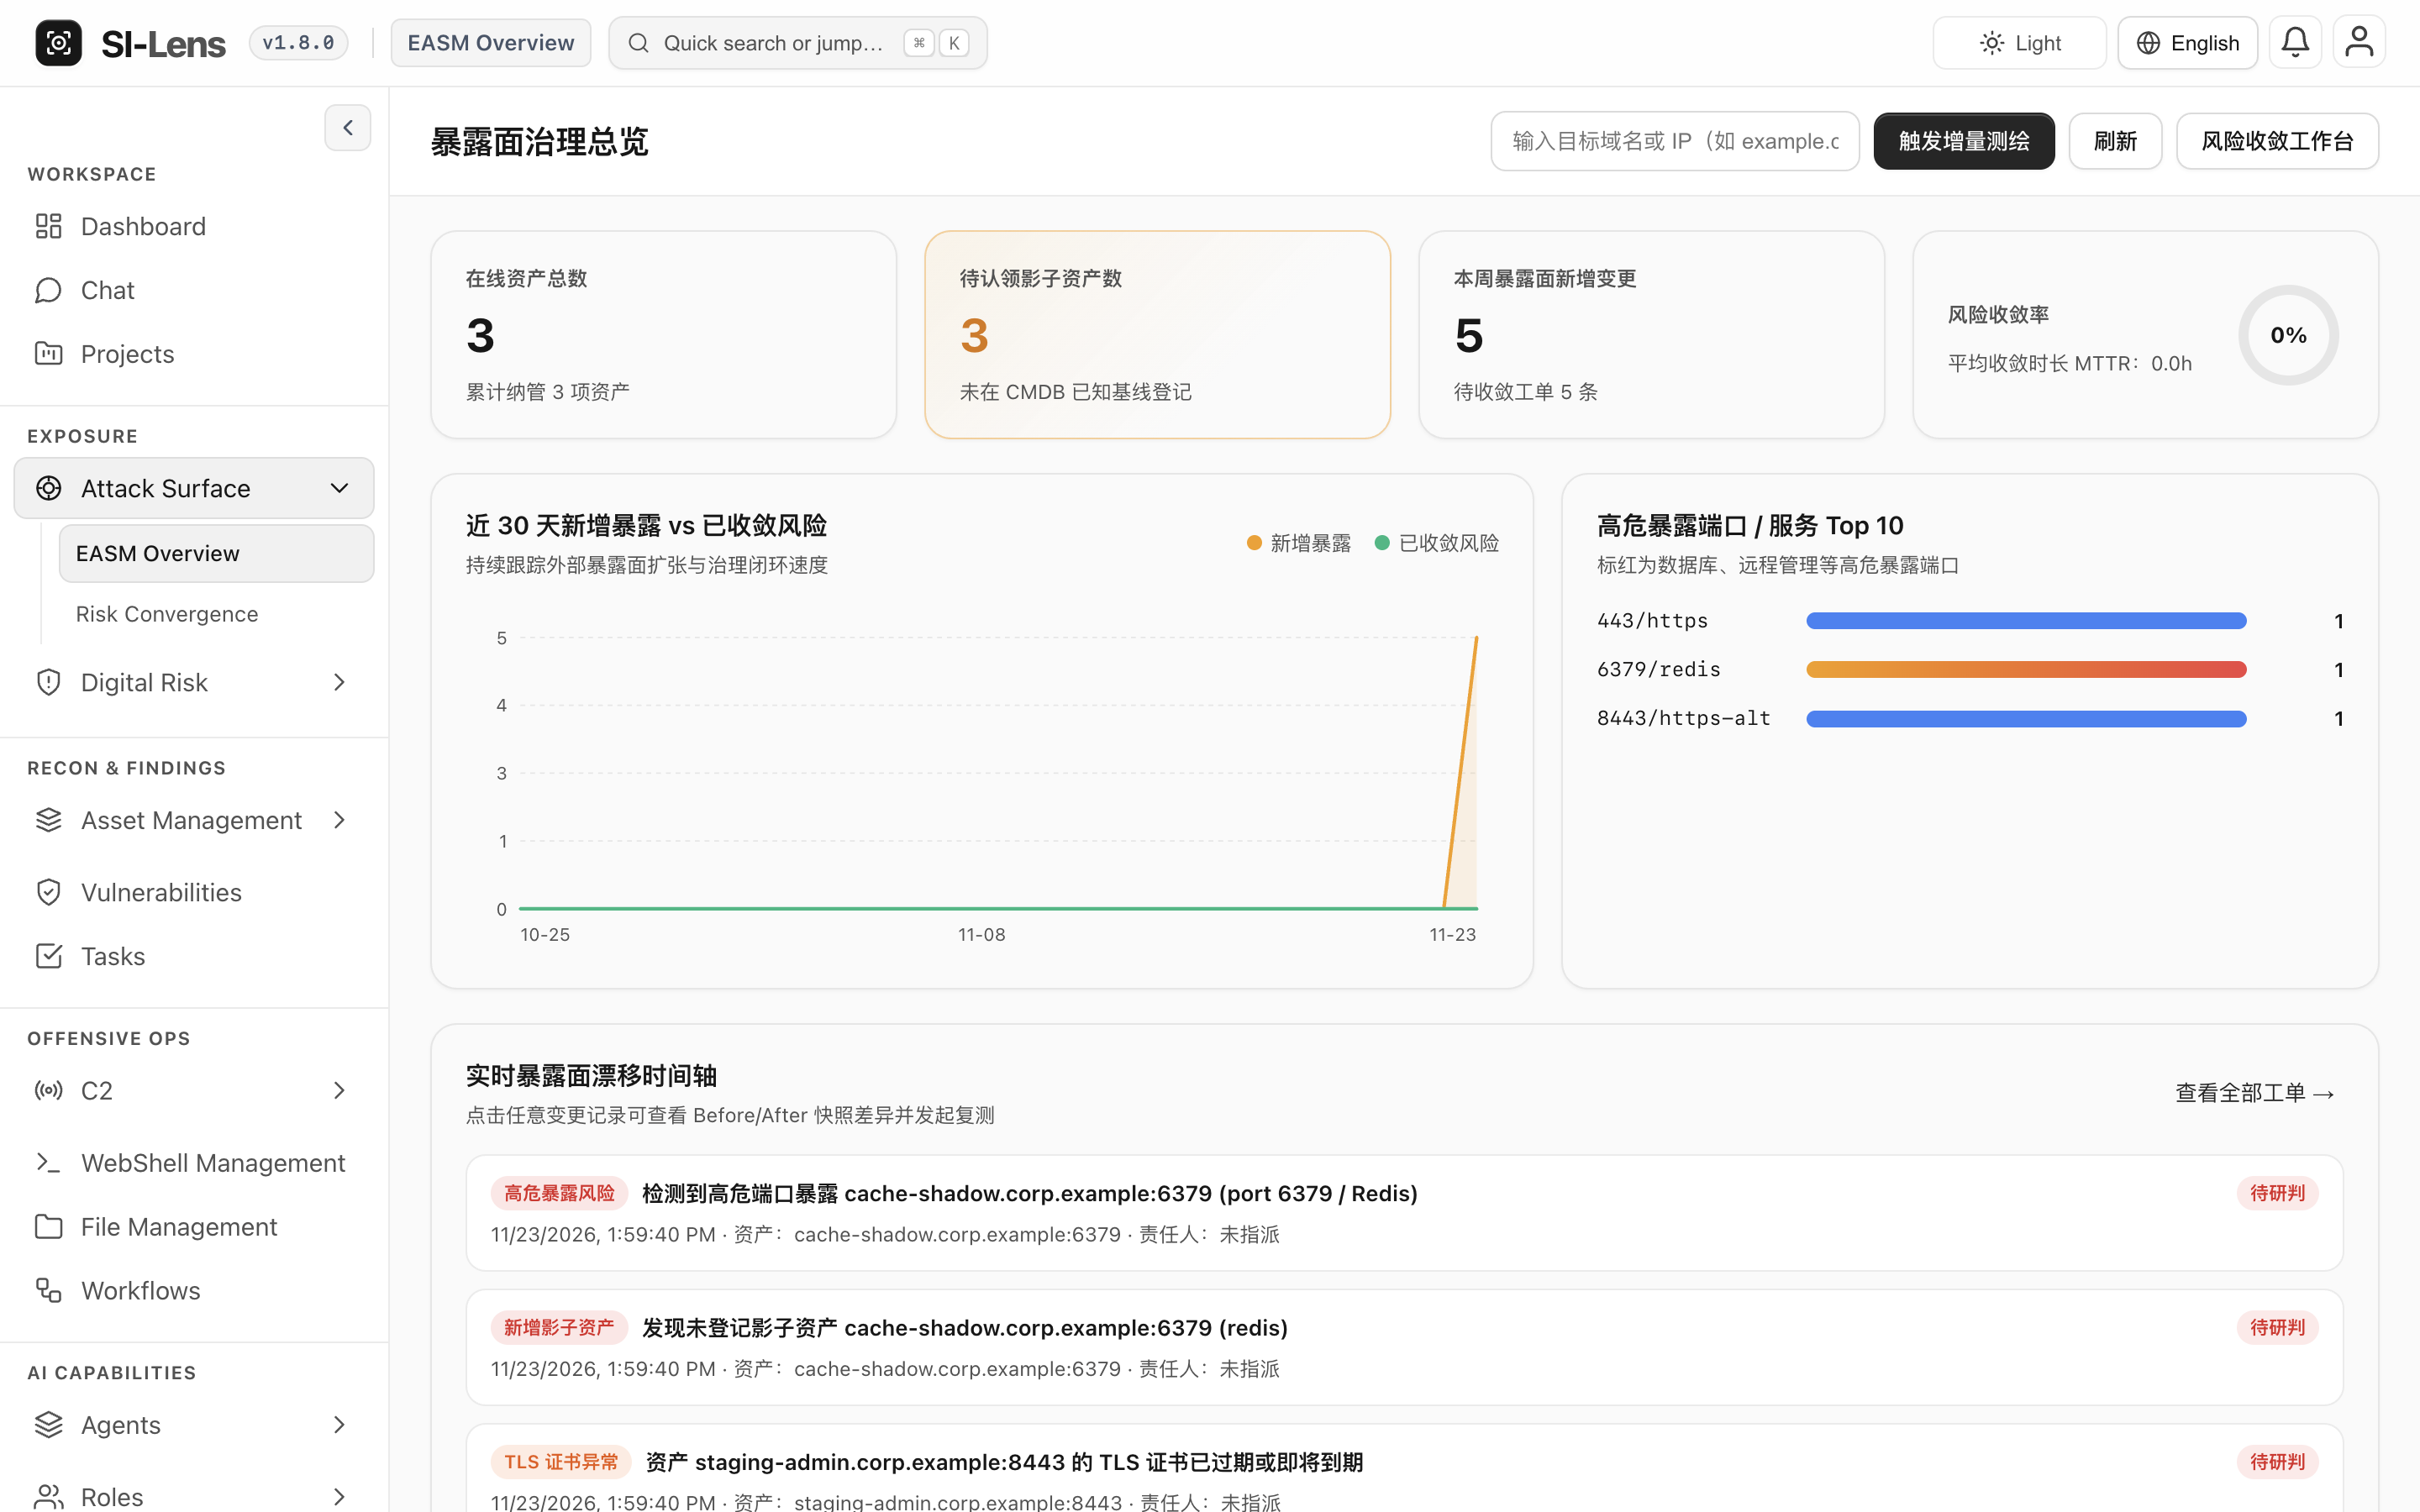 SI-Lens
v1.8.0
EASM Overview
Quick search or jump...
⌘ K
Light
English
WORKSPACE
Dashboard
Chat
Projects
EXPOSURE
Attack Surface
EASM Overview
Risk Convergence
Digital Risk
RECON & FINDINGS
Asset Management
Vulnerabilities
Tasks
OFFENSIVE OPS
C2
WebShell Management
File Management
Workflows
AI CAPABILITIES
Agents
Roles
暴露面治理总览
输入目标域名或 IP（如 example.c
触发增量测绘
刷新
风险收敛工作台
在线资产总数
3
累计纳管 3 项资产
待认领影子资产数
3
未在 CMDB 已知基线登记
本周暴露面新增变更
5
待收敛工单 5 条
风险收敛率
平均收敛时长 MTTR：0.0h
0%
近 30 天新增暴露 vs 已收敛风险
持续跟踪外部暴露面扩张与治理闭环速度
新增暴露
已收敛风险
5
4
3
1
0
10-25
11-08
11-23
高危暴露端口 / 服务 Top 10
标红为数据库、远程管理等高危暴露端口
443/https 1
6379/redis 1
8443/https-alt 1
实时暴露面漂移时间轴
点击任意变更记录可查看 Before/After 快照差异并发起复测
查看全部工单 →
高危暴露风险 检测到高危端口暴露 cache-shadow.corp.example:6379 (port 6379 / Redis) 待研判
11/23/2026, 1:59:40 PM · 资产：cache-shadow.corp.example:6379 · 责任人：未指派
新增影子资产 发现未登记影子资产 cache-shadow.corp.example:6379 (redis) 待研判
11/23/2026, 1:59:40 PM · 资产：cache-shadow.corp.example:6379 · 责任人：未指派
TLS 证书异常 资产 staging-admin.corp.example:8443 的 TLS 证书已过期或即将到期 待研判
11/23/2026, 1:59:40 PM · 资产：staging-admin.corp.example:8443 · 责任人：未指派